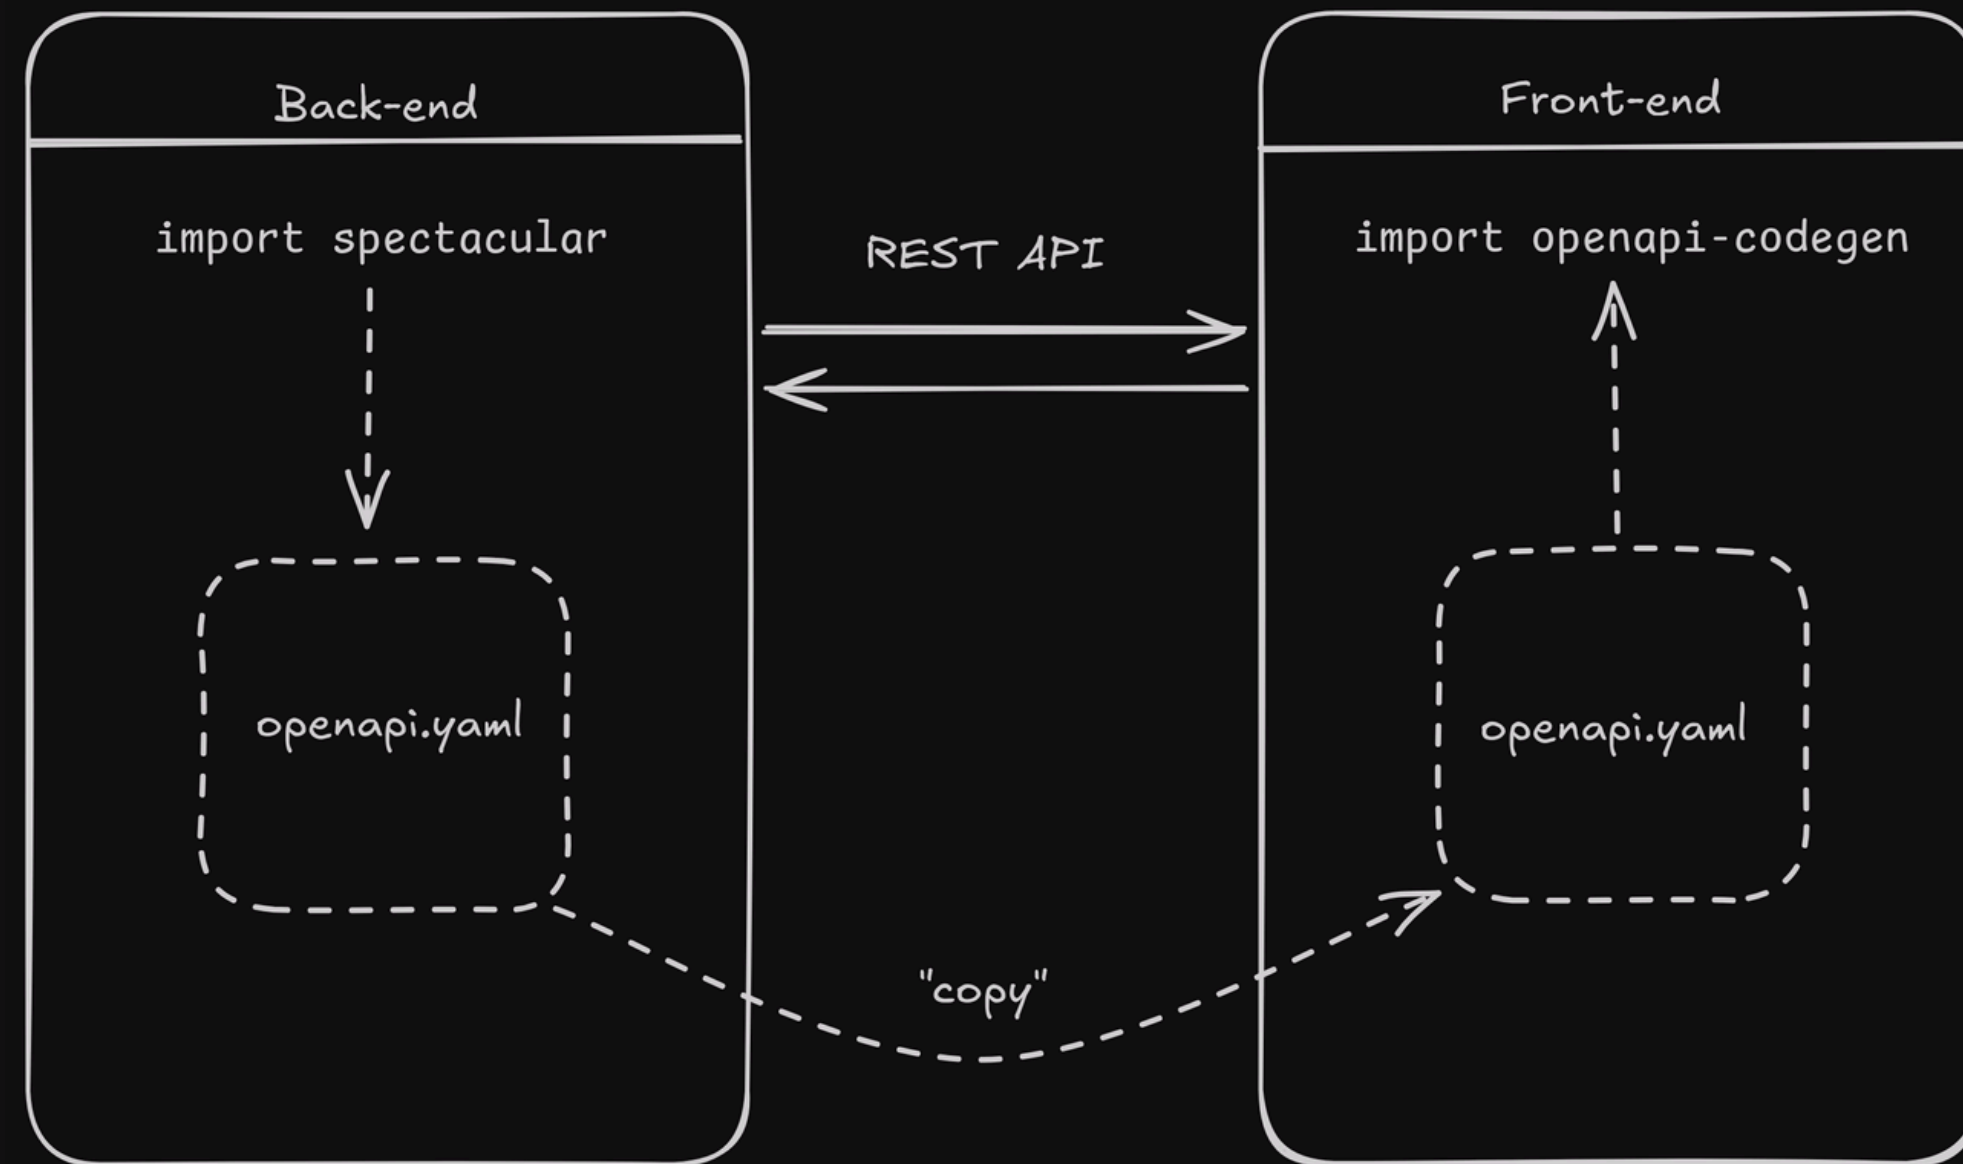 Back-end
import spectacular
openapi.yaml
REST API
"copy"
Front-end
import openapi-codegen
openapi.yaml